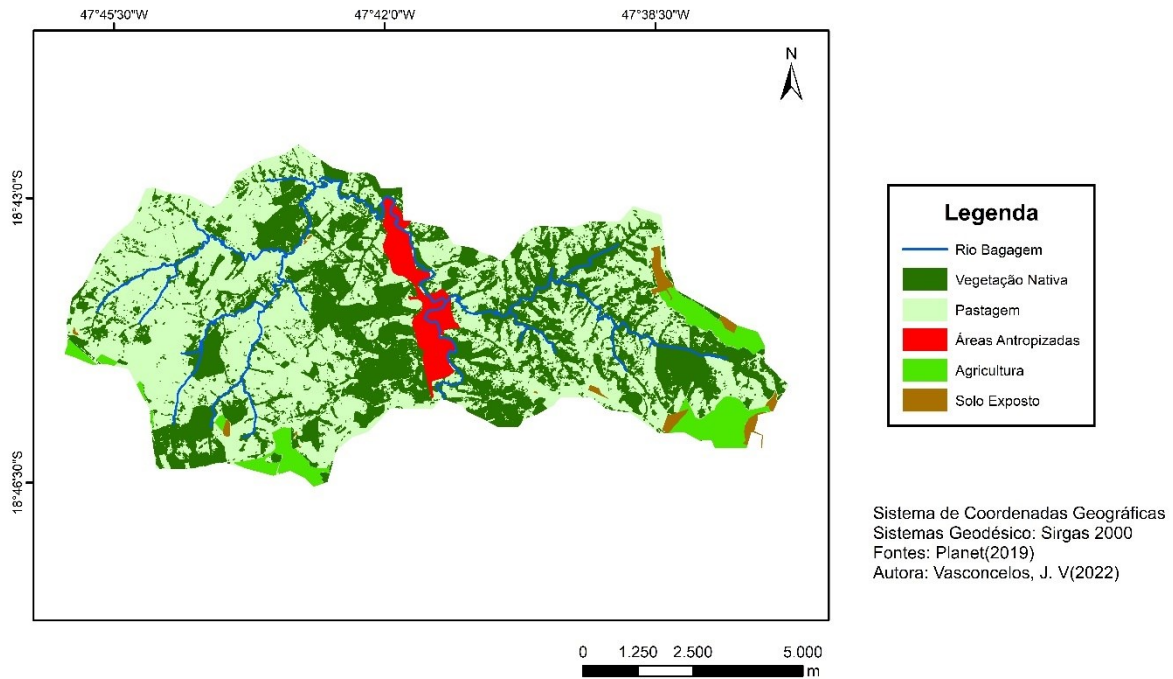 47°45'30"W
47°42'0"W
47°38'30"W
N
18°43'0"S
18°46'30"S
Legenda
Rio Bagagem
Vegetação Nativa
Pastagem
Áreas Antropizadas
Agricultura
Solo Exposto
Sistema de Coordenadas Geográficas
Sistemas Geodésico: Sirgas 2000
Fontes: Planet(2019)
Autora: Vasconcelos, J. V(2022)
0 1.250 2.500 5.000
m